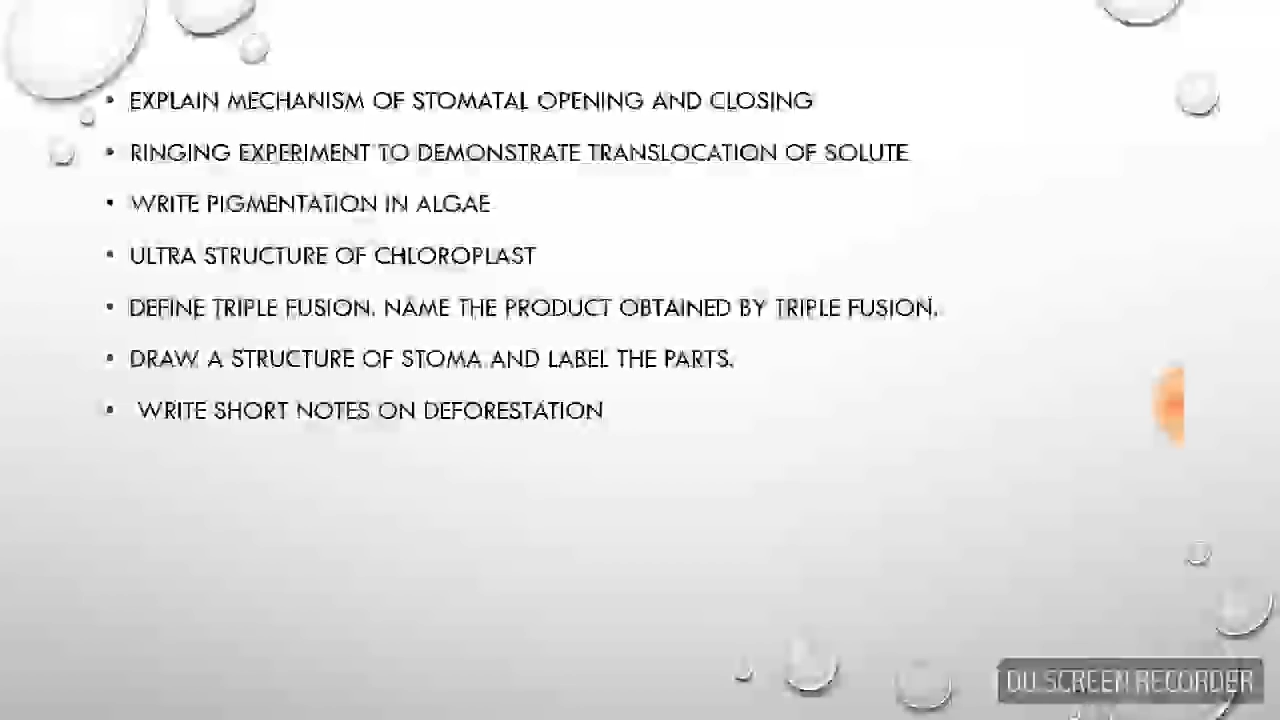 • EXPLAIN MECHANISM OF STOMATAL OPENING AND CLOSING
• RINGING EXPERIMENT TO DEMONSTRATE TRANSLOCATION OF SOLUTE
• WRITE PIGMENTATION IN ALGAE
• ULTRA STRUCTURE OF CHLOROPLAST
• DEFINE TRIPLE FUSION. NAME THE PRODUCT OBTAINED BY TRIPLE FUSION.
• DRAW A STRUCTURE OF STOMA AND LABEL THE PARTS.
• WRITE SHORT NOTES ON DEFORESTATION
DU SCREEN RECORDER